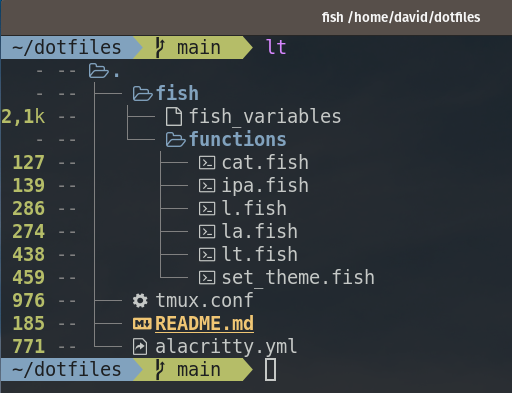 fish /home/david/dotfiles
~/dotfiles main lt
- -- .
- -- fish
2,1k -- fish_variables
- -- functions
127 -- cat.fish
139 -- ipa.fish
286 -- l.fish
274 -- la.fish
438 -- lt.fish
459 -- set_theme.fish
976 -- tmux.conf
185 -- README.md
771 -- alacritty.yml
~/dotfiles main